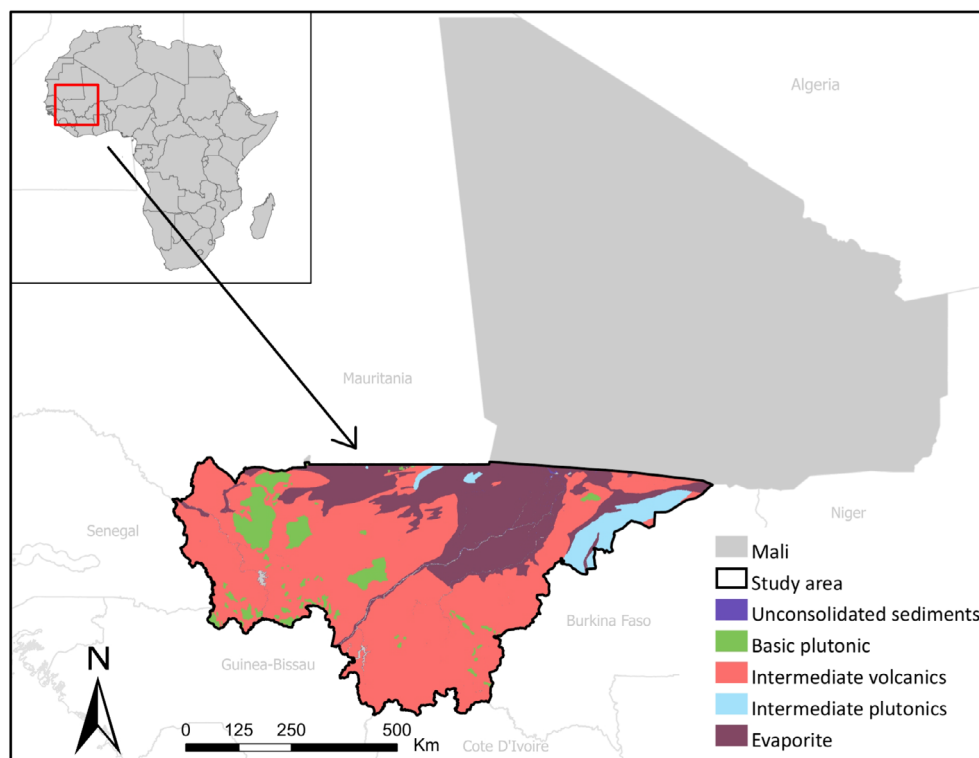 Algeria
Mauritania
Senegal
Niger
Burkina Faso
Guinea-Bissau
Cote D'Ivoire
N
0 125 250 500
Km
Mali
Study area
Unconsolidated sediments
Basic plutonic
Intermediate volcanics
Intermediate plutonics
Evaporite